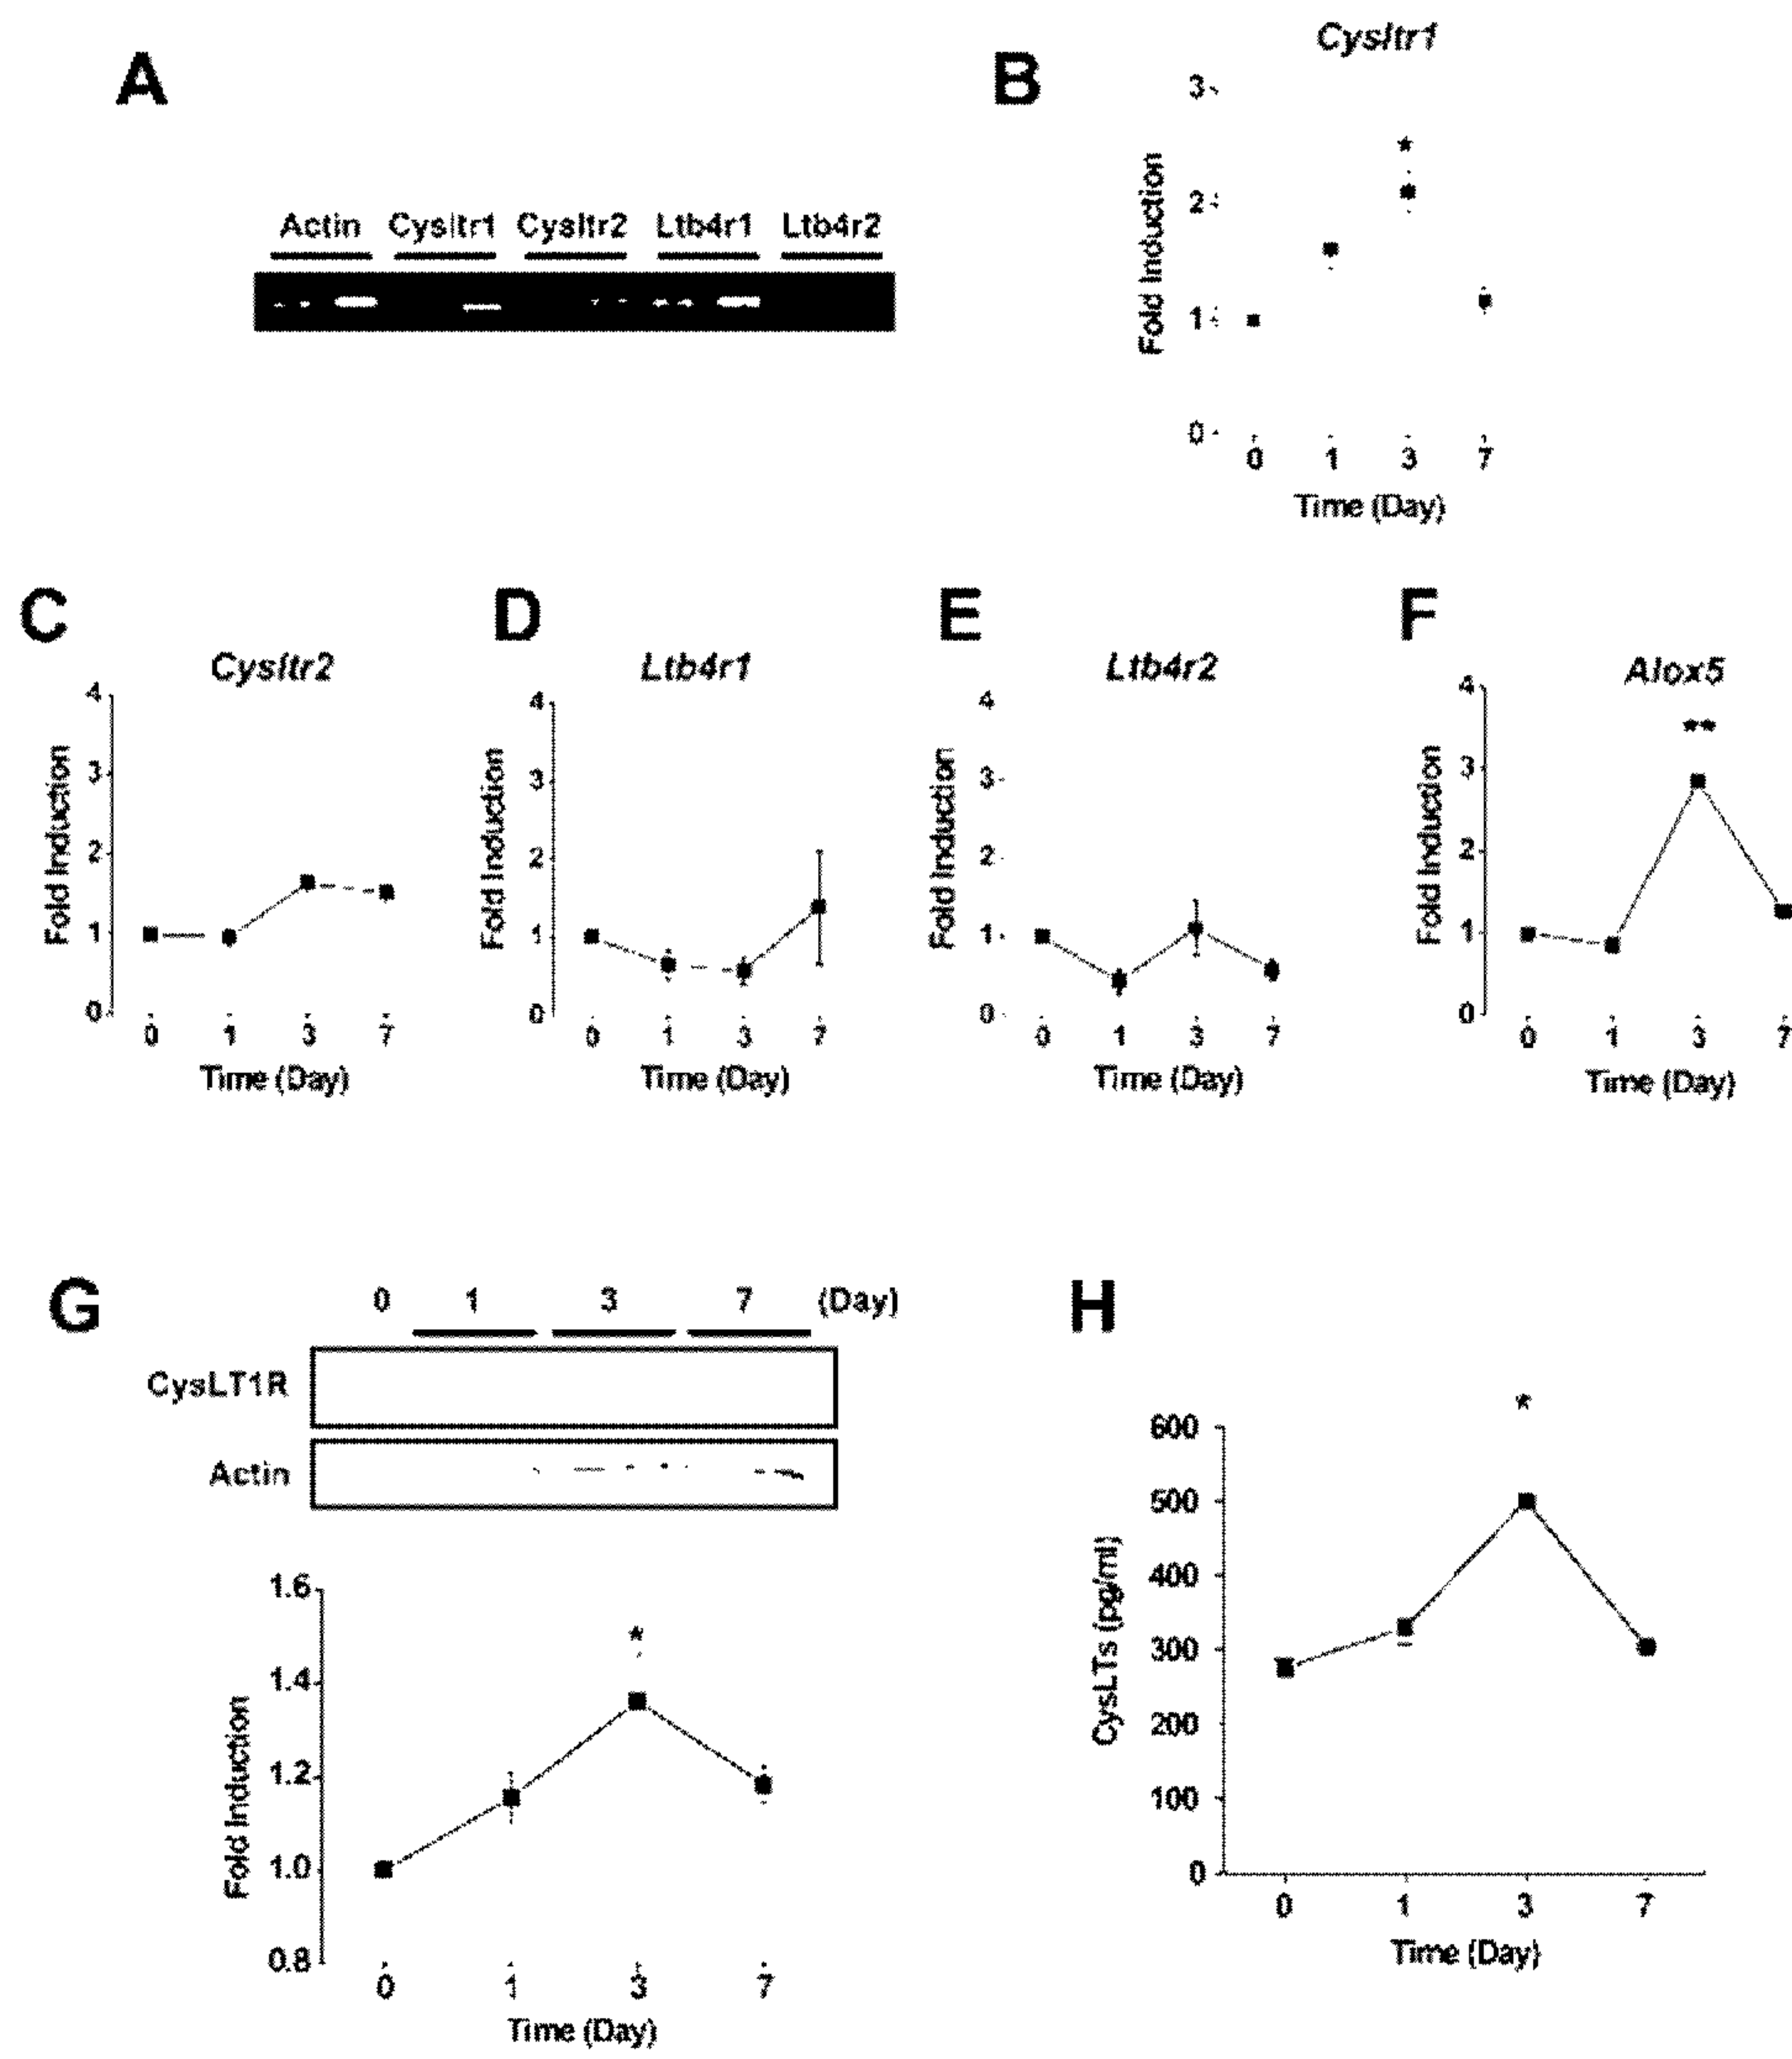 A
Actin Cysltr1 Cysltr2 Ltb4r1 Ltb4r2
B
Cysltr1
Fold Induction
3
2
1
0
*
0 1 3 7
Time (Day)
C
Cysltr2
Fold Induction
4
3
2
1
0
0 1 3 7
Time (Day)
D
Ltb4r1
Fold Induction
4
3
2
1
0
0 1 3 7
Time (Day)
E
Ltb4r2
Fold Induction
4
3
2
1
0
0 1 3 7
Time (Day)
F
Alox5
Fold Induction
4
3
2
1
0
**
0 1 3 7
Time (Day)
G
0 1 3 7 (Day)
CysLT1R
Actin
Fold Induction
1.6
1.4
1.2
1.0
0.8
*
0 1 3 7
Time (Day)
H
CysLTs (pg/ml)
600
500
400
300
200
100
0
*
0 1 3 7
Time (Day)